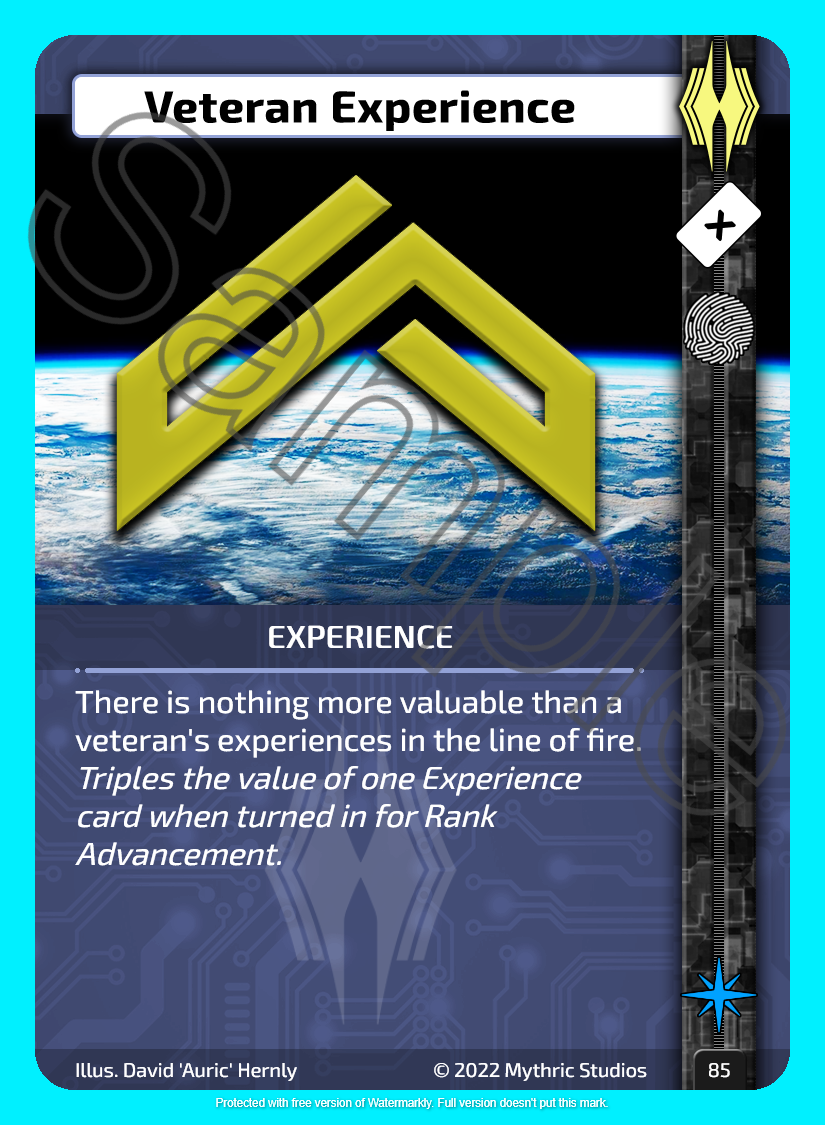 Veteran Experience
Sample
EXPERIENCE
There is nothing more valuable than a
veteran's experiences in the line of fire.
Triples the value of one Experience
card when turned in for Rank
Advancement.
Illus. David 'Auric' Hernly
© 2022 Mythric Studios
85
Protected with free version of Watermarkly. Full version doesn't put this mark.